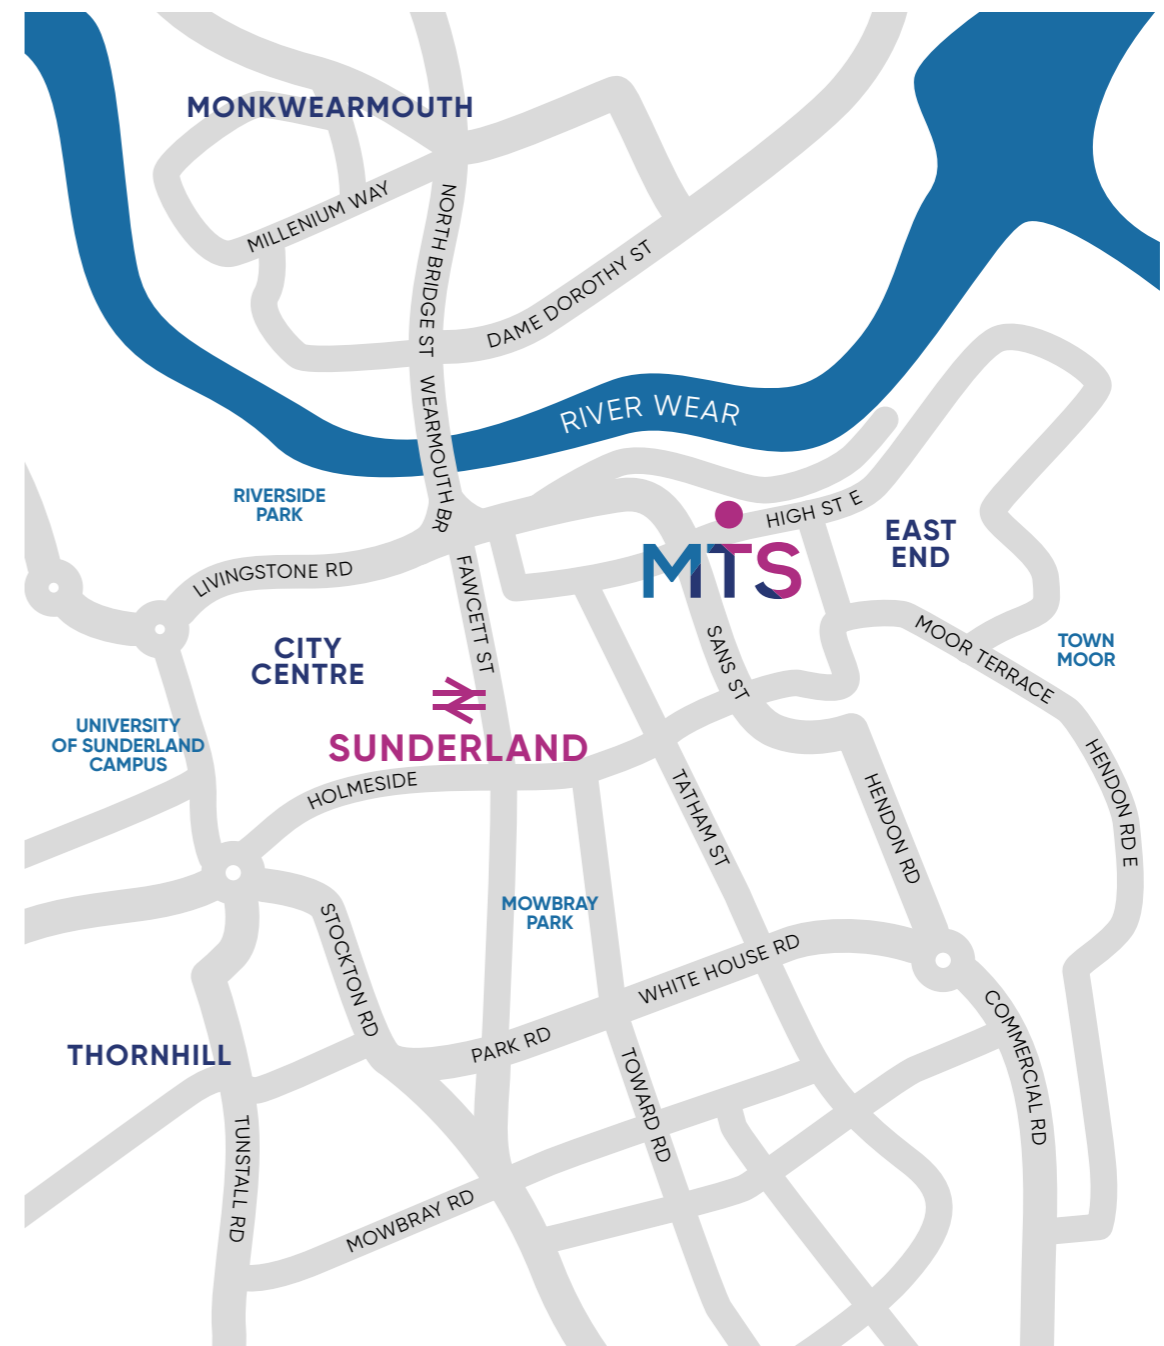 MONKWEARMOUTH
MILLENIUM WAY
NORTH BRIDGE ST
DAME DOROTHY ST
WEARMOUTH BR
RIVER WEAR
RIVERSIDE
PARK
HIGH ST E
EAST
END
MTS
LIVINGSTONE RD
FAWCETT ST
CITY
CENTRE
SANS ST
MOOR TERRACE
TOWN
MOOR
UNIVERSITY
OF SUNDERLAND
CAMPUS
SUNDERLAND
HOLMESIDE
TATHAM ST
HENDON RD
HENDON RD E
MOWBRAY
PARK
STOCKTON RD
WHITE HOUSE RD
PARK RD
COMMERCIAL RD
THORNHILL
TOWARD RD
TUNSTALL RD
MOWBRAY RD